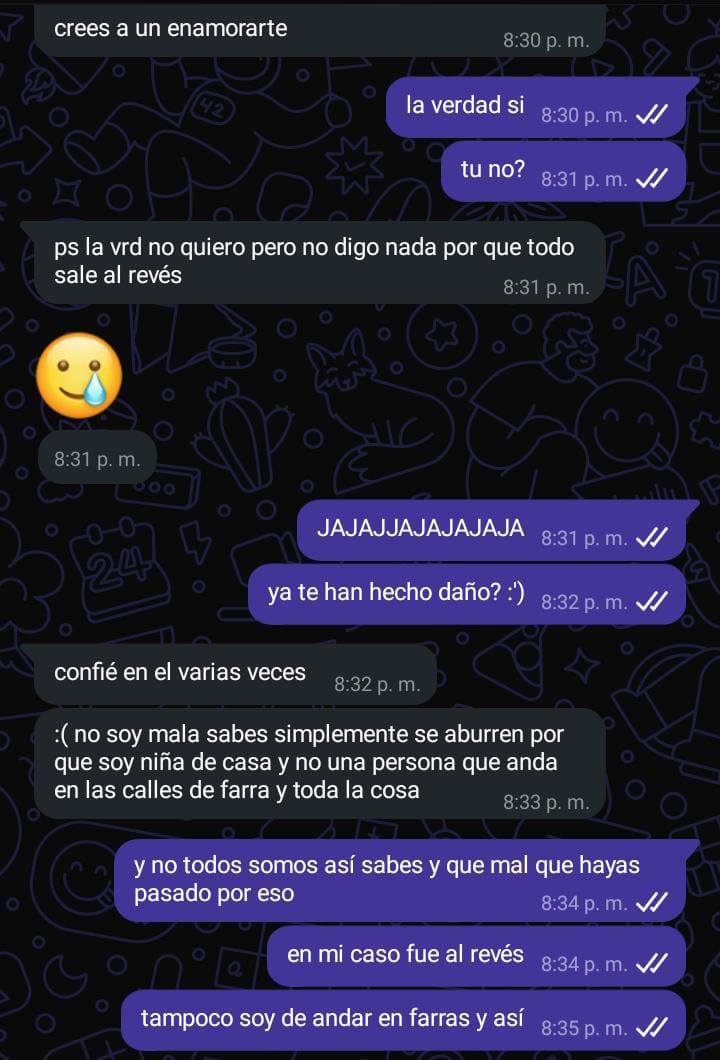 crees a un enamorarte
8:30 p. m.
la verdad si 8:30 p. m.
tu no? 8:31 p. m.
ps la vrd no quiero pero no digo nada por que todo
sale al revés
8:31 p. m.
8:31 p. m.
JAJAJJAJAJAJAJA 8:31 p. m.
ya te han hecho daño? :') 8:32 p. m.
confié en el varias veces 8:32 p. m.
:( no soy mala sabes simplemente se aburren por
que soy niña de casa y no una persona que anda
en las calles de farra y toda la cosa
8:33 p. m.
y no todos somos así sabes y que mal que hayas
pasado por eso
8:34 p. m.
en mi caso fue al revés 8:34 p. m.
tampoco soy de andar en farras y así 8:35 p. m.